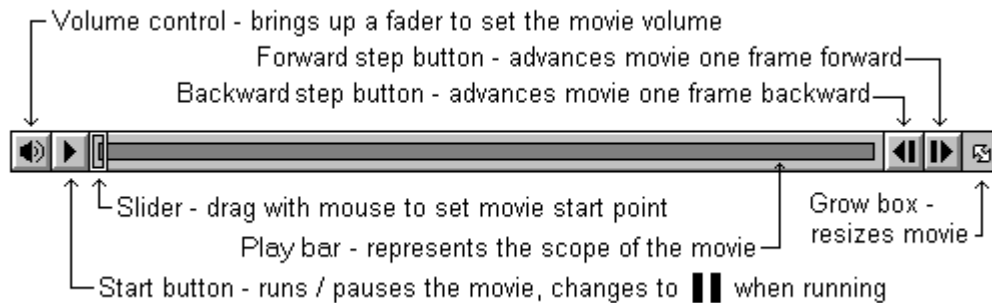 Volume control - brings up a fader to set the movie volume
Forward step button - advances movie one frame forward
Backward step button - advances movie one frame backward
Slider - drag with mouse to set movie start point
Grow box -
resizes movie
Play bar - represents the scope of the movie
Start button - runs / pauses the movie, changes to ▌▌ when running